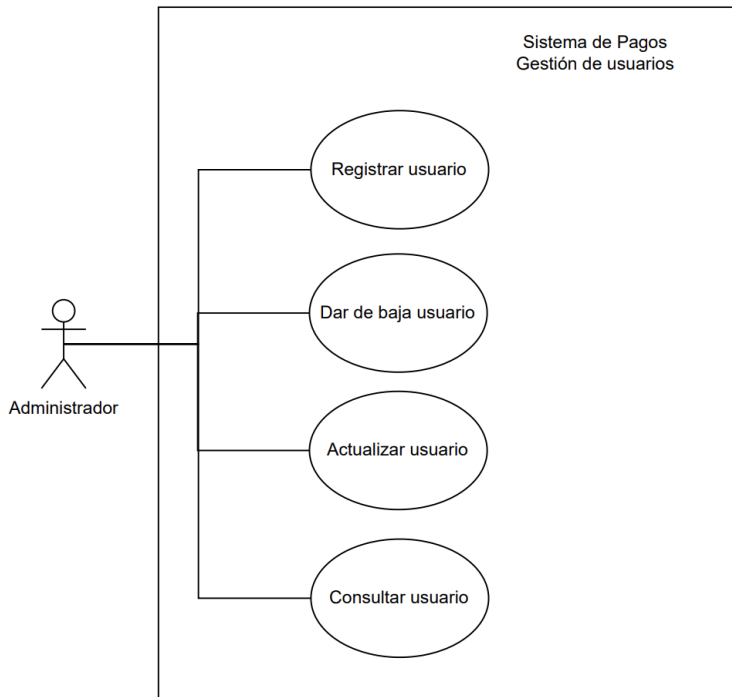 Sistema de Pagos
Gestión de usuarios
Registrar usuario
Dar de baja usuario
Administrador
Actualizar usuario
Consultar usuario